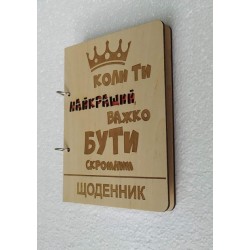 КОЛИ ТИ
НАЙКРАЩИЙ,
ВАЖКО
БУТИ
СКРОМНИМ
ЩОДЕННИК